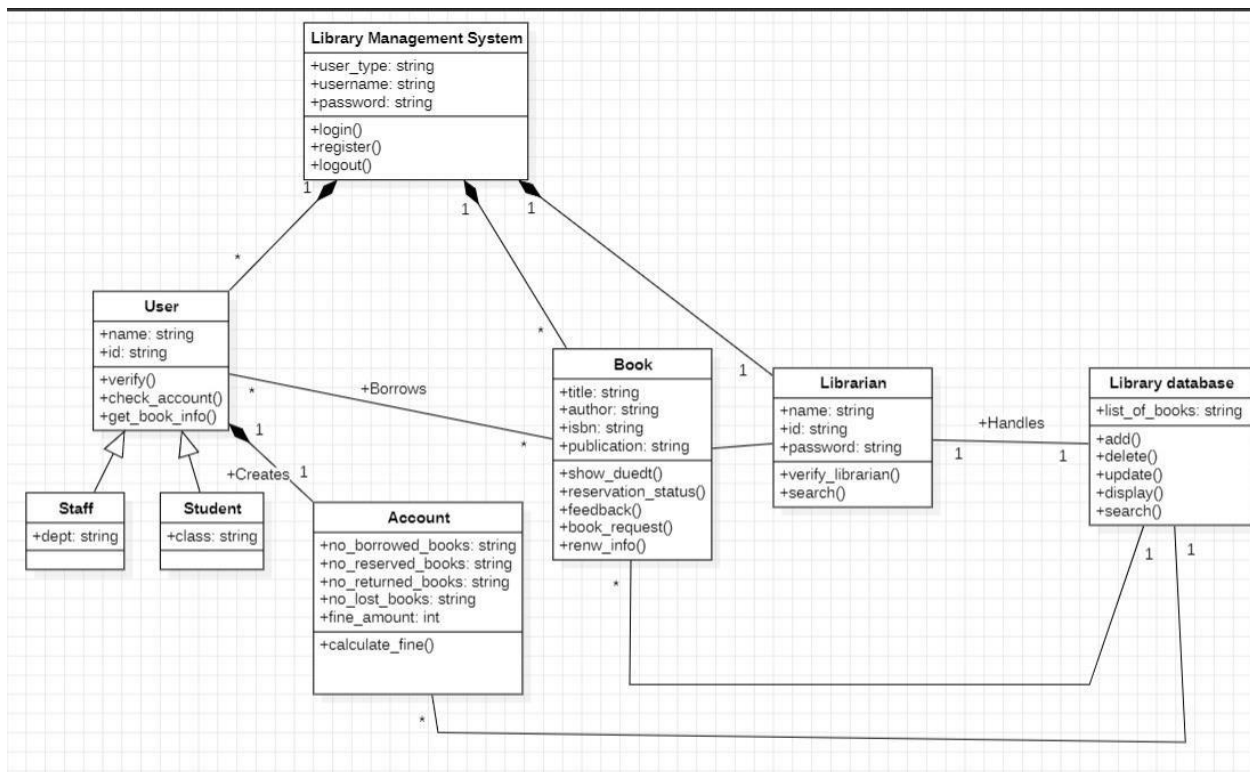 Library Management System
+user_type: string
+username: string
+password: string
+login()
+register()
+logout()
1
1
1
*
*
1
User
+name: string
+id: string
+verify()
+check_account()
+get_book_info()
*
+Borrows
*
1
+Creates
1
Staff
+dept: string
Student
+class: string
Account
+no_borrowed_books: string
+no_reserved_books: string
+no_returned_books: string
+no_lost_books: string
+fine_amount: int
+calculate_fine()
*
Book
+title: string
+author: string
+isbn: string
+publication: string
+show_duedt()
+reservation_status()
+feedback()
+book_request()
+renw_info()
*
Librarian
+name: string
+id: string
+password: string
+verify_librarian()
+search()
+Handles
1
1
Library database
+list_of_books: string
+add()
+delete()
+update()
+display()
+search()
1
1